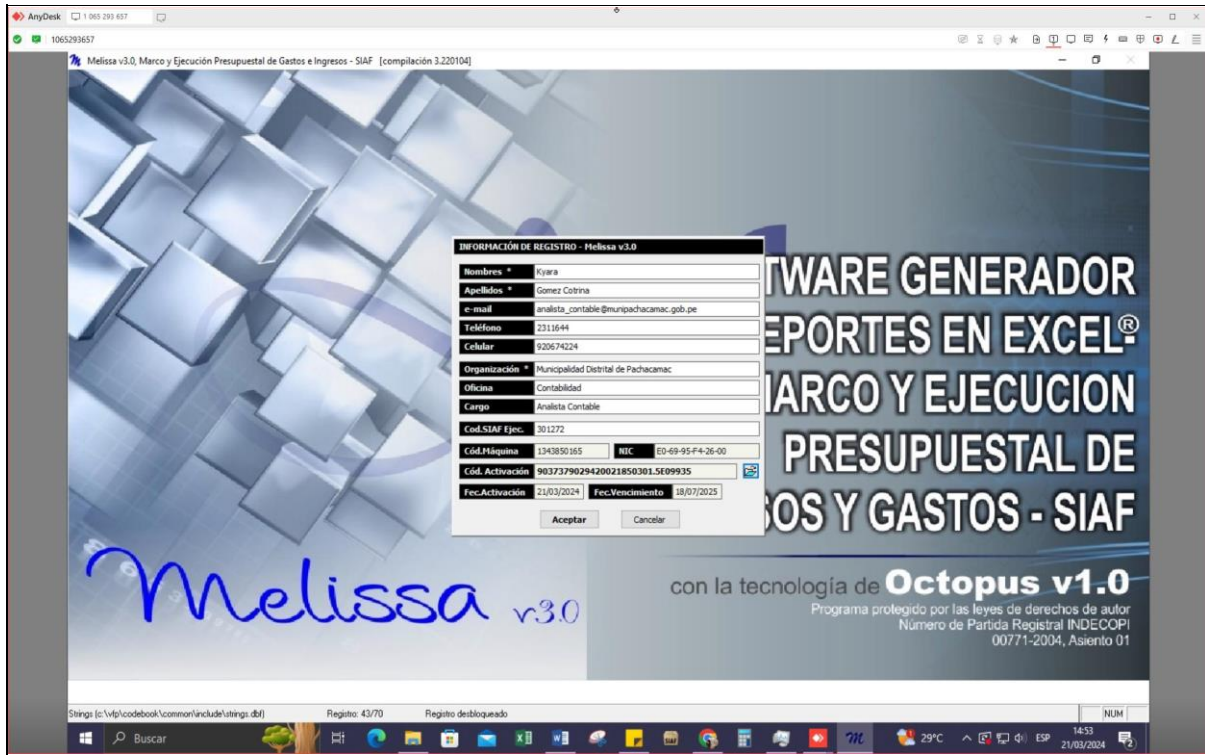 AnyDesk 1 065 293 657
1065293657
Melissa v3.0, Marco y Ejecución Presupuestal de Gastos e Ingresos - SIAF [compilación 3.220104]
INFORMACIÓN DE REGISTRO - Melissa v3.0
Nombres * Kyara
Apellidos * Gomez Cotrina
e-mail analista_contable@munipachacamac.gob.pe
Teléfono 2311644
Celular 920674224
Organización * Municipalidad Distrital de Pachacamac
Oficina Contabilidad
Cargo Analista Contable
Cod.SIAF Ejec. 301272
Cód.Máquina 1343850165 NIC E0-69-95-F4-26-00
Cód. Activación 9037379029420021850301.5E09935
Fec.Activación 21/03/2024 Fec.Vencimiento 18/07/2025
Aceptar Cancelar
TWARE GENERADOR
EPORTES EN EXCEL®
IARCO Y EJECUCION
PRESUPUESTAL DE
SOS Y GASTOS - SIAF
con la tecnología de Octopus v1.0
Programa protegido por las leyes de derechos de autor
Número de Partida Registral INDECOPI
00771-2004, Asiento 01
Melissa v3.0
Strings (c:\vfp\codebook\common\include\strings.dbf) Registro: 43/70 Registro desbloqueado NUM
Buscar 29°C ESP 14:53
21/03/2024